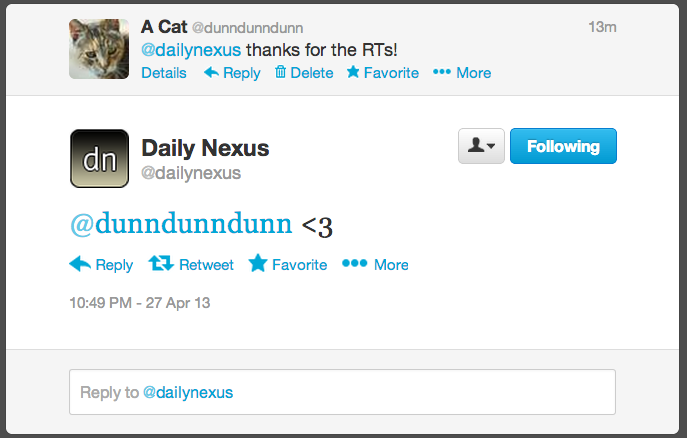 A Cat @dunndunndunn 13m
@dailynexus thanks for the RTs!
Details Reply Delete Favorite More
dn
Daily Nexus
@dailynexus
Following
@dunndunndunn <3
Reply Retweet Favorite More
10:49 PM - 27 Apr 13
Reply to @dailynexus